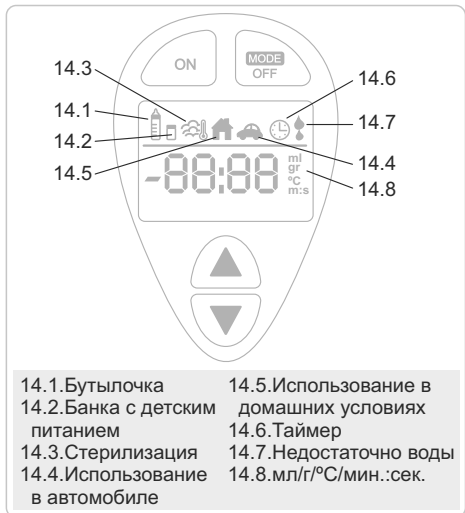 ON
MODE
OFF
14.3
14.6
14.1
14.7
14.2
14.4
14.5
14.8
-88:88
ml
gr
ºC
m:s
14.1.Бутылочка
14.2.Банка с детским
питанием
14.3.Стерилизация
14.4.Использование
в автомобиле
14.5.Использование в
домашних условиях
14.6.Таймер
14.7.Недостаточно воды
14.8.мл/г/ºС/мин.:сек.